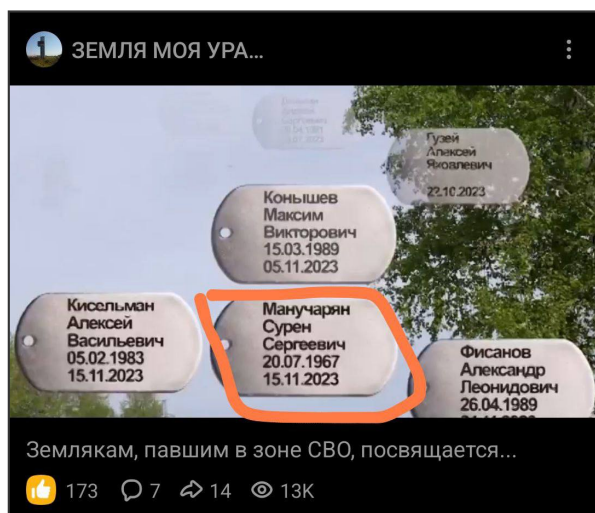 ЗЕМЛЯ МОЯ УРА...
Гузей
Алексей
Яковлевич
22.10.2023
Конышев
Максим
Викторович
15.03.1989
05.11.2023
Кисельман
Алексей
Васильевич
05.02.1983
15.11.2023
Манучарян
Сурен
Сергеевич
20.07.1967
15.11.2023
Фисанов
Александр
Леонидович
26.04.1989
Землякам, павшим в зоне СВО, посвящается...
173 7 14 13K